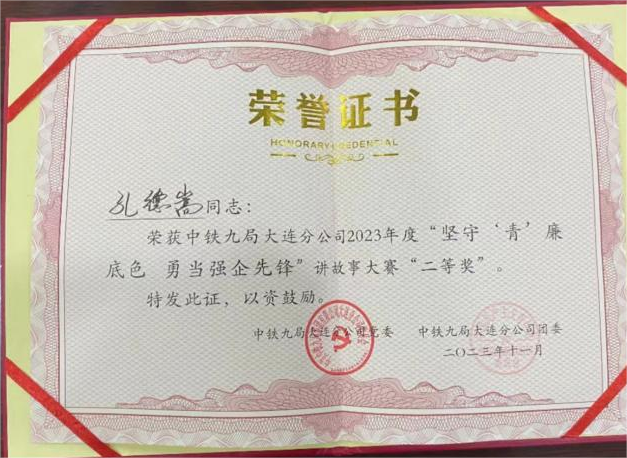 荣誉证书
HONORARY CREDENTIAL
孔德嵩同志：
荣获中铁九局大连分公司2023年度“坚守‘青’廉
底色 勇当强企先锋”讲故事大赛“二等奖”。
特发此证，以资鼓励。
中铁九局大连分公司党委 中铁九局大连分公司团委
二〇二三年十一月